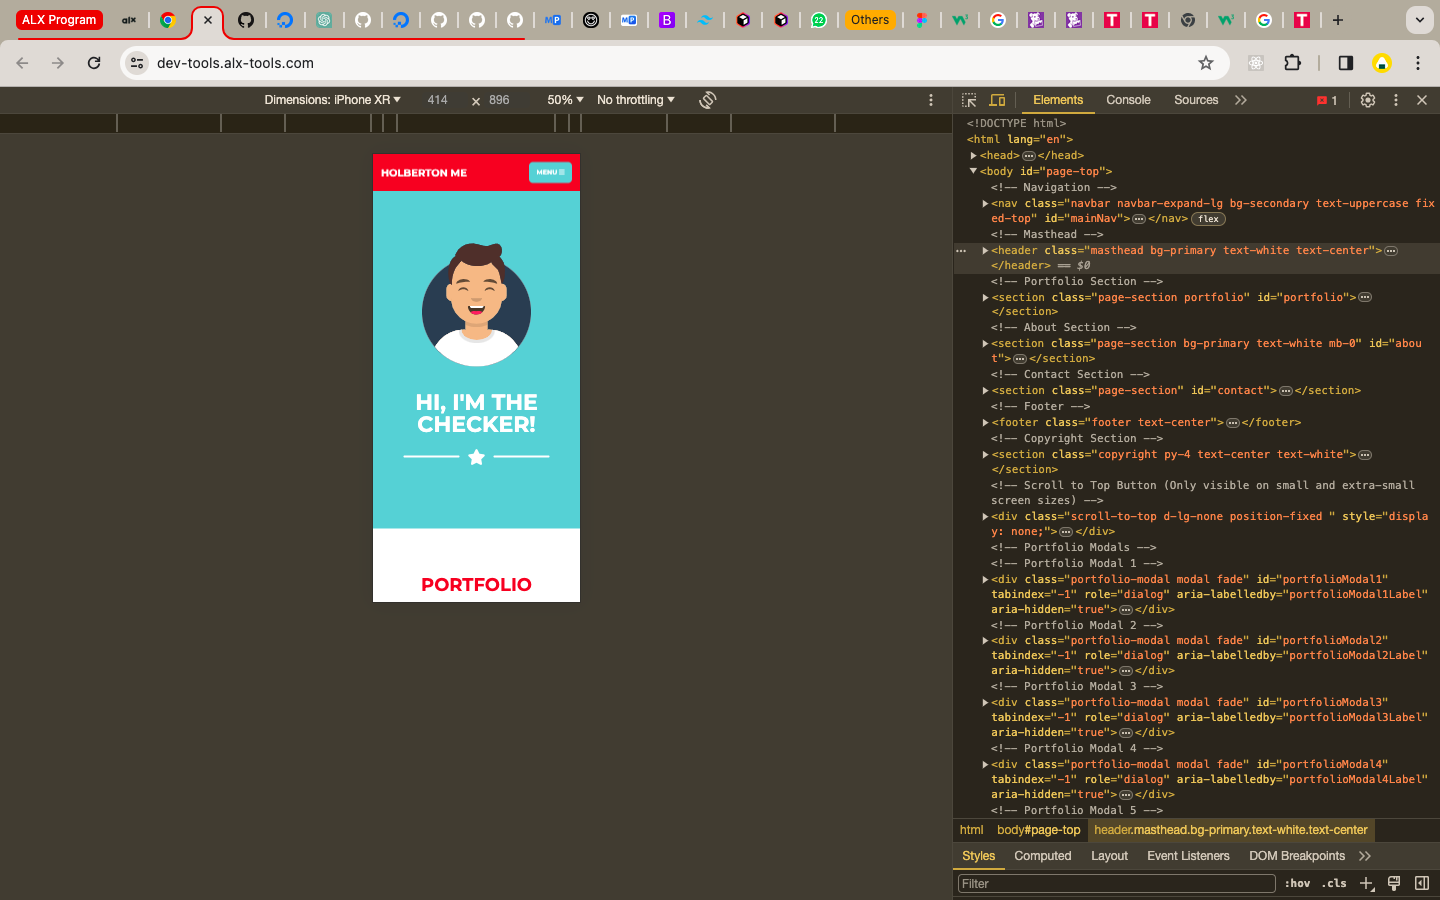 ALX Program
alx
MP
MP
B
22
Others
G
T
T
G
T
dev-tools.alx-tools.com
Dimensions: iPhone XR 414 × 896 50% No throttling
HOLBERTON ME
MENU
HI, I'M THE
CHECKER!
PORTFOLIO
Elements Console Sources 1
<!DOCTYPE html>
<html lang="en">
<head> ••• </head>
<body id="page-top">
<!-- Navigation -->
<nav class="navbar navbar-expand-lg bg-secondary text-uppercase fix
ed-top" id="mainNav"> ••• </nav> flex
<!-- Masthead -->
<header class="masthead bg-primary text-white text-center"> •••
</header> == $0
<!-- Portfolio Section -->
<section class="page-section portfolio" id="portfolio"> •••
</section>
<!-- About Section -->
<section class="page-section bg-primary text-white mb-0" id="abou
t"> ••• </section>
<!-- Contact Section -->
<section class="page-section" id="contact"> ••• </section>
<!-- Footer -->
<footer class="footer text-center"> ••• </footer>
<!-- Copyright Section -->
<section class="copyright py-4 text-center text-white"> •••
</section>
<!-- Scroll to Top Button (Only visible on small and extra-small
screen sizes) -->
<div class="scroll-to-top d-lg-none position-fixed " style="displa
y: none;"> ••• </div>
<!-- Portfolio Modals -->
<!-- Portfolio Modal 1 -->
<div class="portfolio-modal modal fade" id="portfolioModal1"
tabindex="-1" role="dialog" aria-labelledby="portfolioModal1Label"
aria-hidden="true"> ••• </div>
<!-- Portfolio Modal 2 -->
<div class="portfolio-modal modal fade" id="portfolioModal2"
tabindex="-1" role="dialog" aria-labelledby="portfolioModal2Label"
aria-hidden="true"> ••• </div>
<!-- Portfolio Modal 3 -->
<div class="portfolio-modal modal fade" id="portfolioModal3"
tabindex="-1" role="dialog" aria-labelledby="portfolioModal3Label"
aria-hidden="true"> ••• </div>
<!-- Portfolio Modal 4 -->
<div class="portfolio-modal modal fade" id="portfolioModal4"
tabindex="-1" role="dialog" aria-labelledby="portfolioModal4Label"
aria-hidden="true"> ••• </div>
<!-- Portfolio Modal 5 -->
html body#page-top header.masthead.bg-primary.text-white.text-center
Styles Computed Layout Event Listeners DOM Breakpoints
Filter :hov .cls